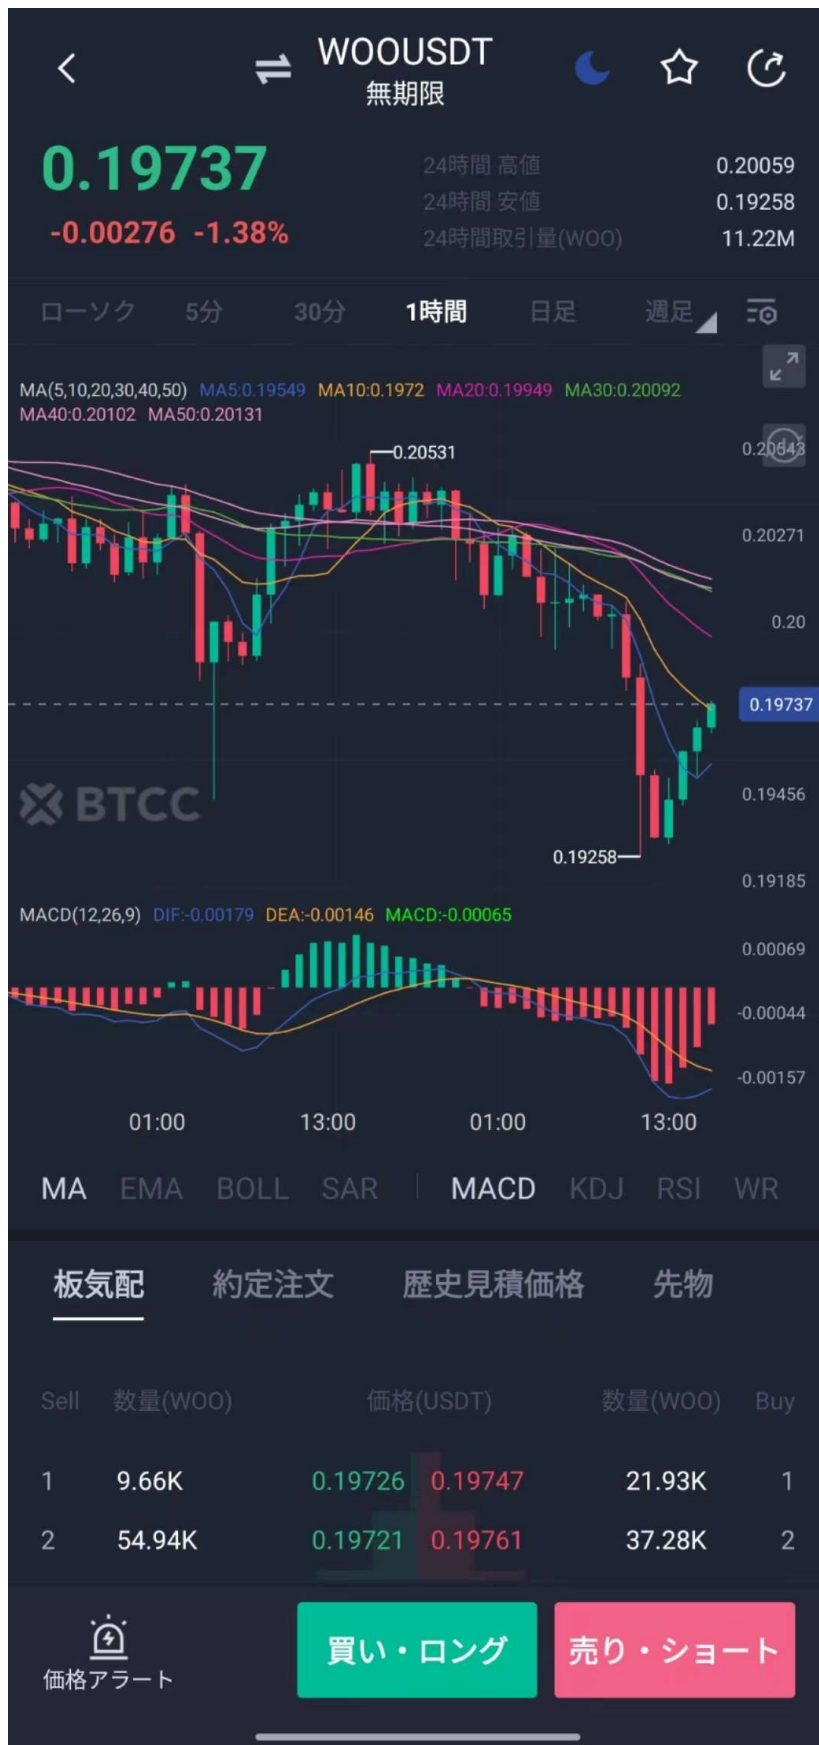 WOOUSDT
無期限
0.19737
-0.00276 -1.38%
24時間 高値 0.20059
24時間 安値 0.19258
24時間取引量(WOO) 11.22M
ローソク 5分 30分 1時間 日足 週足
MA(5,10,20,30,40,50) MA5:0.19549 MA10:0.1972 MA20:0.19949 MA30:0.20092
MA40:0.20102 MA50:0.20131
0.20543
0.20531
0.20271
0.20
0.19737
BTCC
0.19456
0.19258
0.19185
MACD(12,26,9) DIF:-0.00179 DEA:-0.00146 MACD:-0.00065
0.00069
-0.00044
-0.00157
01:00 13:00 01:00 13:00
MA EMA BOLL SAR MACD KDJ RSI WR
板気配 約定注文 歴史見積価格 先物
Sell 数量(WOO) 価格(USDT) 数量(WOO) Buy
1 9.66K 0.19726 0.19747 21.93K 1
2 54.94K 0.19721 0.19761 37.28K 2
価格アラート
買い・ロング 売り・ショート